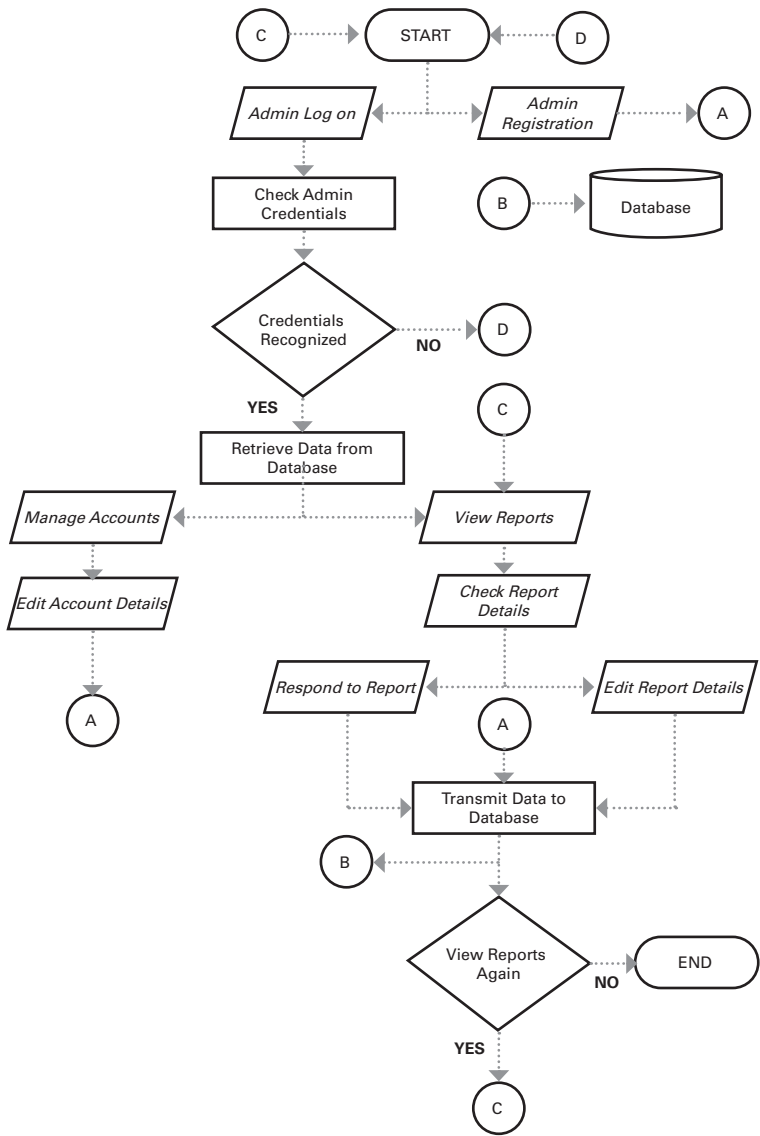 C
START
D
Admin Log on
Admin
Registration
A
Check Admin
Credentials
B
Database
Credentials
Recognized
NO
D
YES
C
Retrieve Data from
Database
Manage Accounts
View Reports
Edit Account Details
Check Report
Details
Respond to Report
Edit Report Details
A
A
Transmit Data to
Database
B
View Reports
Again
NO
END
YES
C